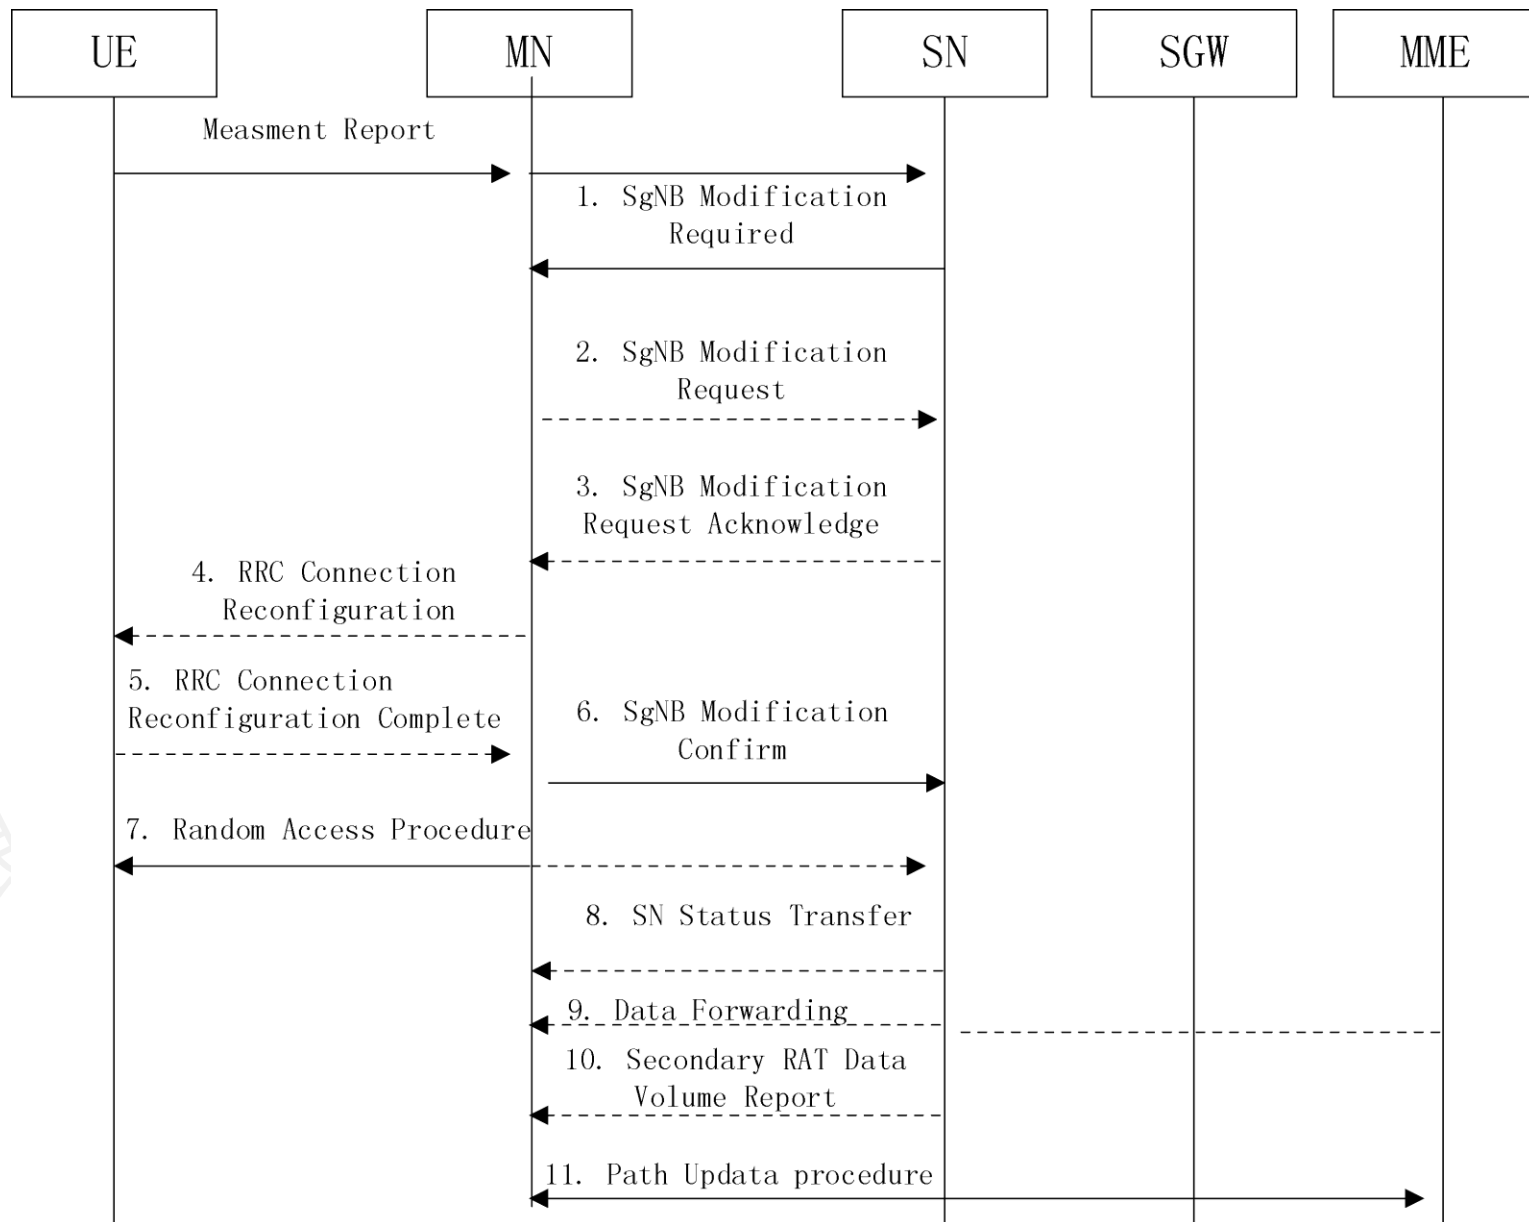 UE MN SN SGW MME
Measment Report
1. SgNB Modification
Required
2. SgNB Modification
Request
3. SgNB Modification
Request Acknowledge
4. RRC Connection
Reconfiguration
5. RRC Connection
Reconfiguration Complete
6. SgNB Modification
Confirm
7. Random Access Procedure
8. SN Status Transfer
9. Data Forwarding
10. Secondary RAT Data
Volume Report
11. Path Updata procedure